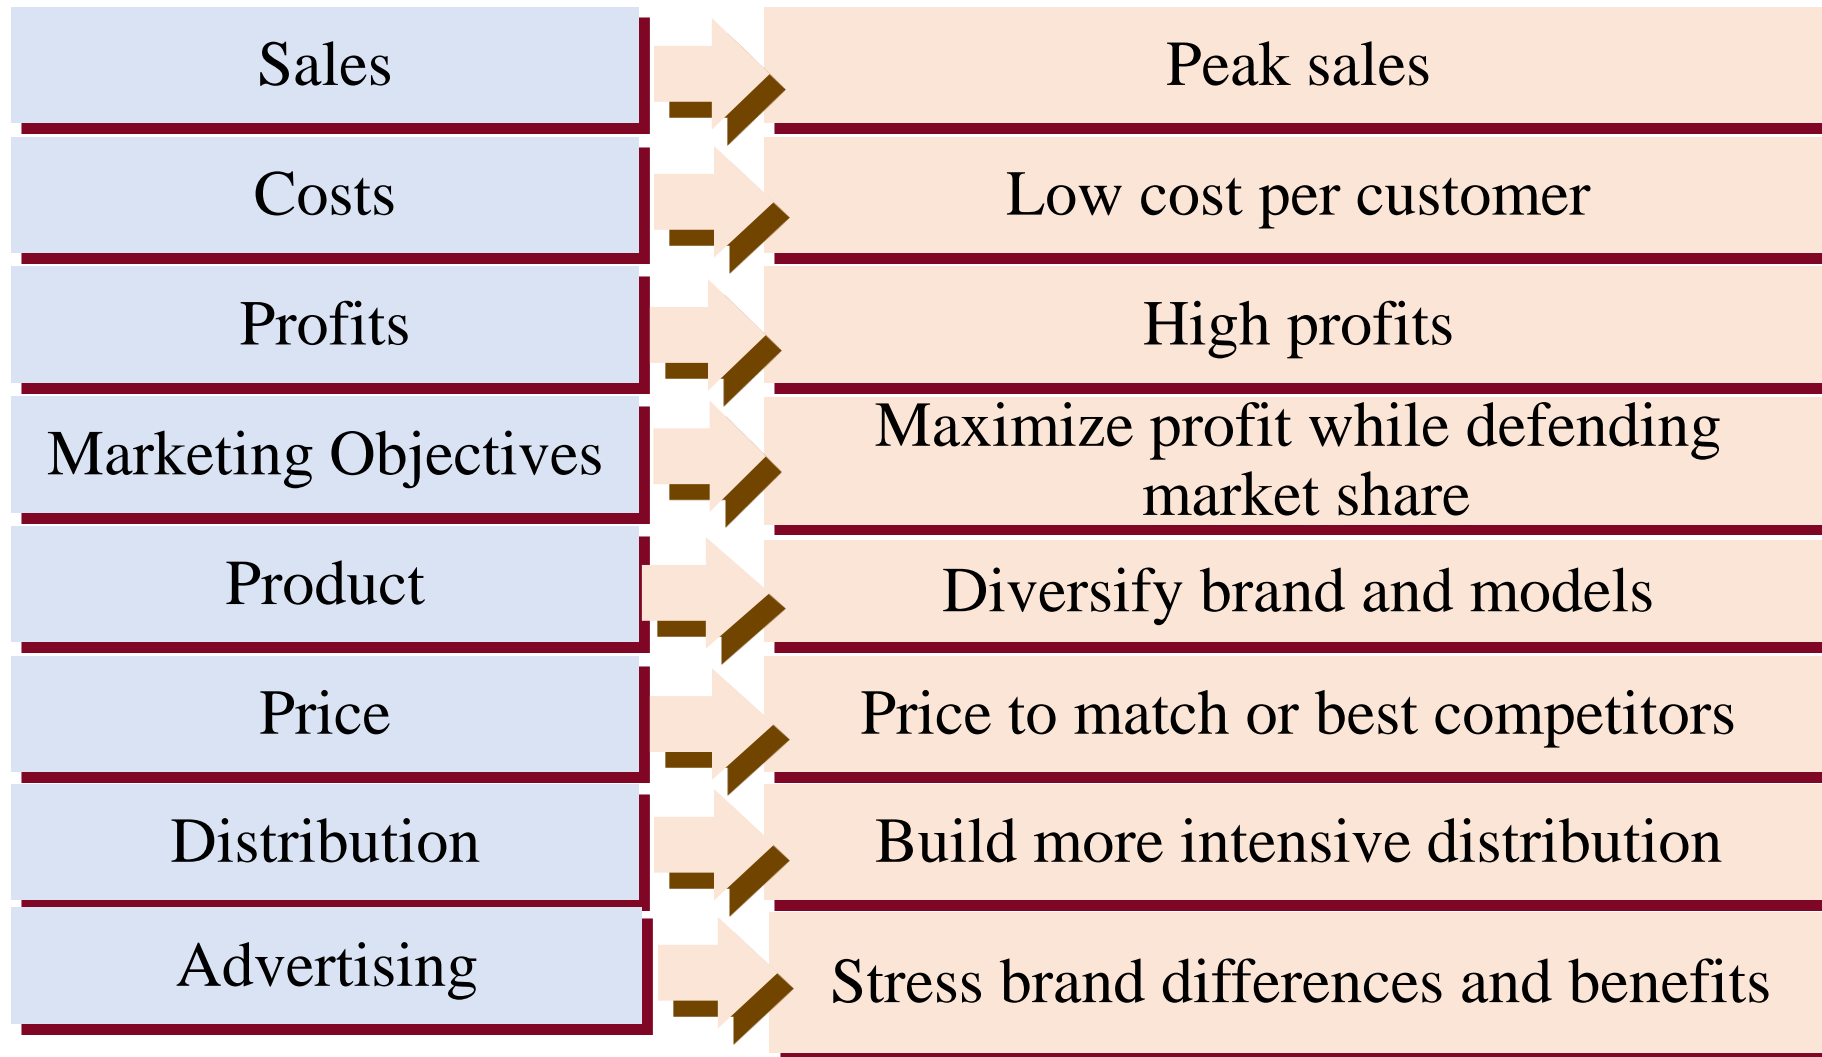 Sales
Peak sales
Costs
Low cost per customer
Profits
High profits
Marketing Objectives
Maximize profit while defending
market share
Product
Diversify brand and models
Price
Price to match or best competitors
Distribution
Build more intensive distribution
Advertising
Stress brand differences and benefits